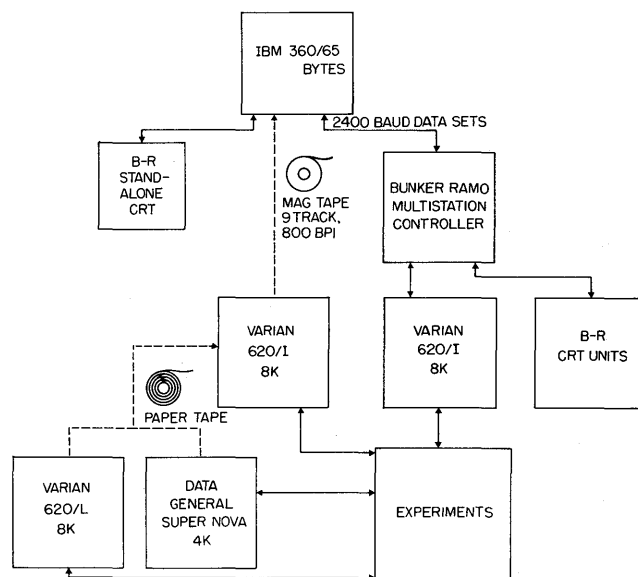 IBM 360/65
BYTES
2400 BAUD DATA SETS
B-R
STAND-
ALONE
CRT
MAG TAPE
9 TRACK,
800 BPI
BUNKER RAMO
MULTISTATION
CONTROLLER
VARIAN
620/I
8K
VARIAN
620/I
8K
B-R
CRT UNITS
PAPER TAPE
VARIAN
620/L
8K
DATA
GENERAL
SUPER NOVA
4K
EXPERIMENTS